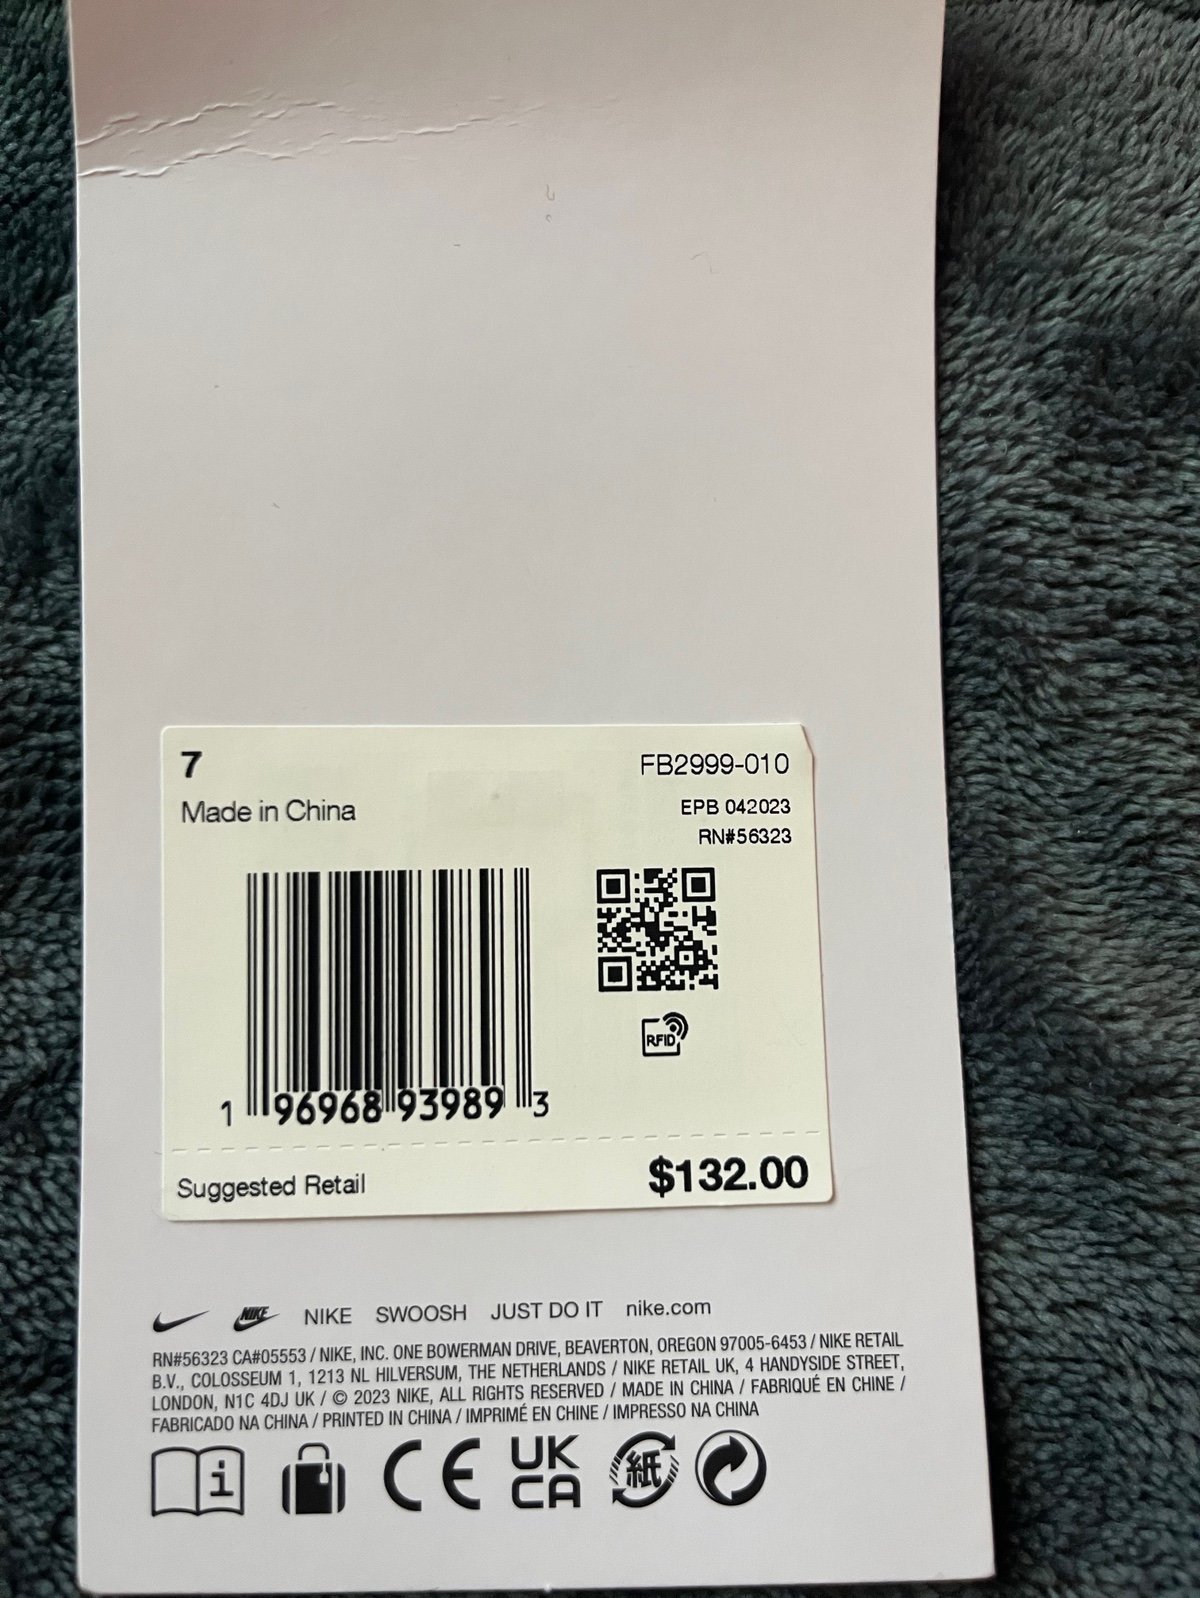 7
FB2999-010
Made in China
EPB 042023
RN#56323
RFID
1 96968 93989 3
Suggested Retail
$132.00
NIKE NIKE SWOOSH JUST DO IT nike.com
RN#56323 CA#05553 / NIKE, INC. ONE BOWERMAN DRIVE, BEAVERTON, OREGON 97005-6453 / NIKE RETAIL
B.V., COLOSSEUM 1, 1213 NL HILVERSUM, THE NETHERLANDS / NIKE RETAIL UK, 4 HANDYSIDE STREET,
LONDON, N1C 4DJ UK / © 2023 NIKE, ALL RIGHTS RESERVED / MADE IN CHINA / FABRIQUÉ EN CHINE /
FABRICADO NA CHINA / PRINTED IN CHINA / IMPRIMÉ EN CHINE / IMPRESSO NA CHINA
i CE UK CA 紙